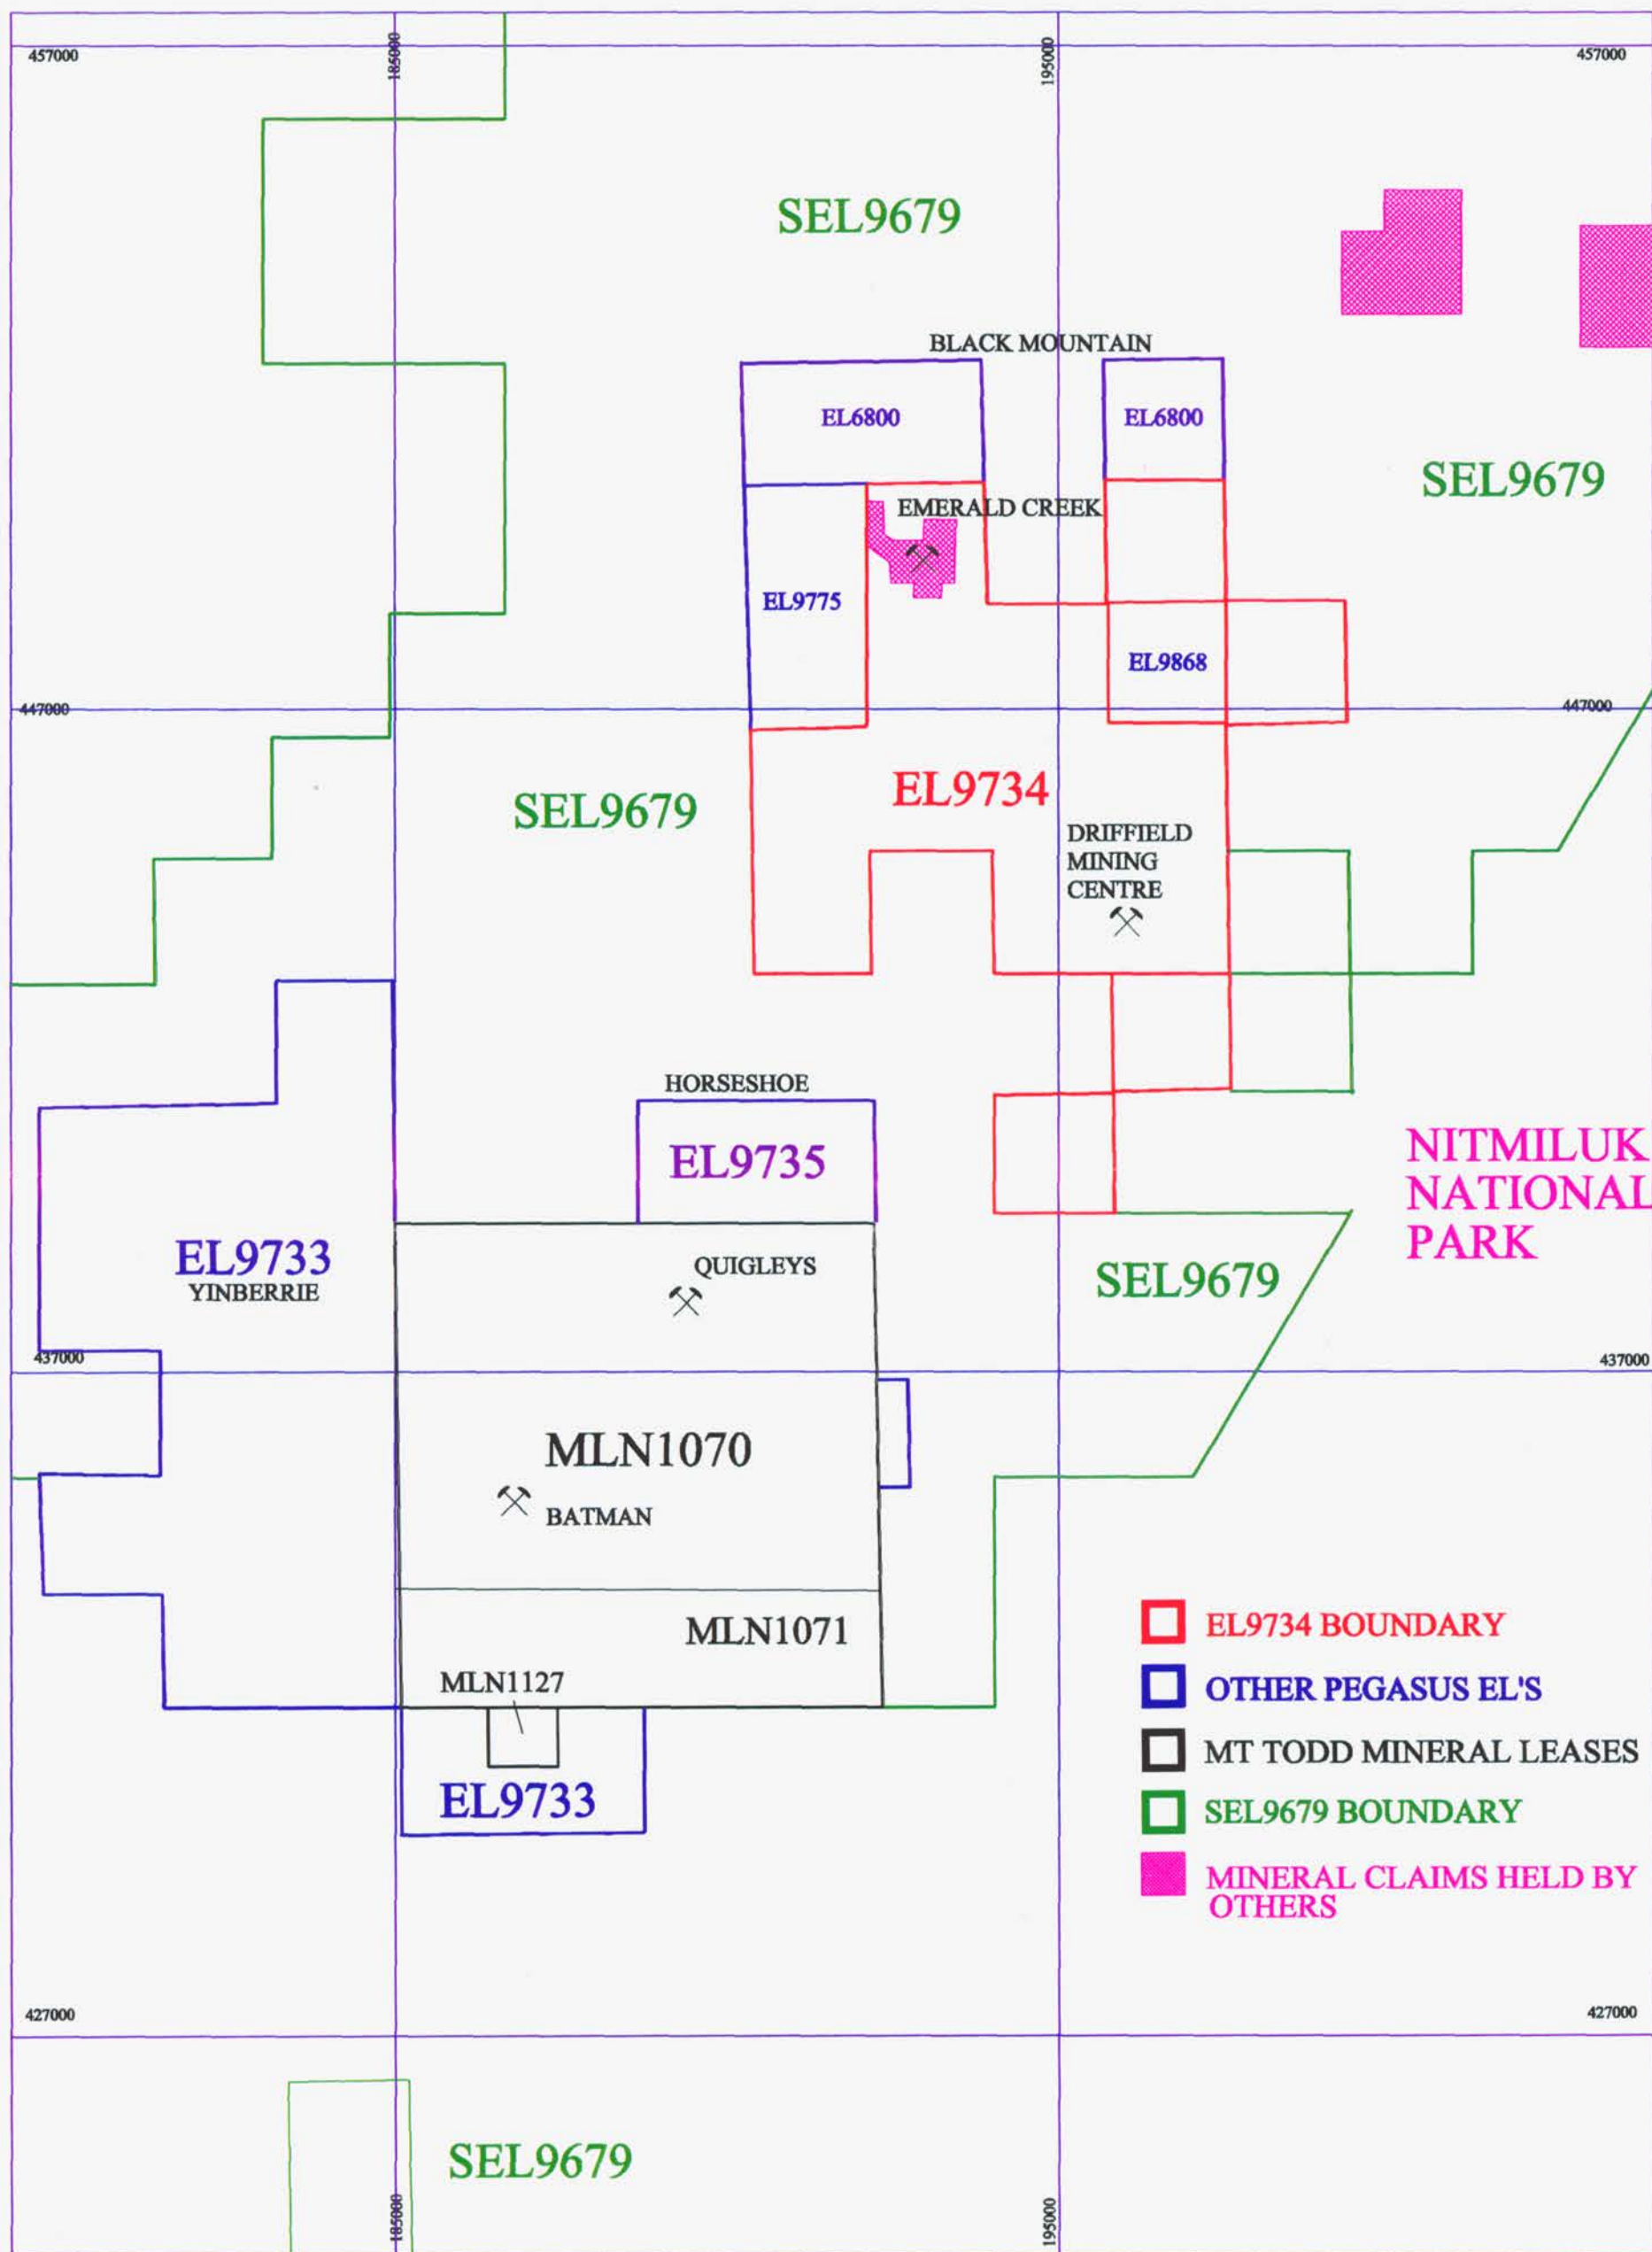 457000
185000
195000
457000
SEL9679
BLACK MOUNTAIN
EL6800
EL6800
SEL9679
EMERALD CREEK
EL9775
EL9868
447000
447000
SEL9679
EL9734
DRIFFIELD
MINING
CENTRE
HORSESHOE
EL9735
NITMILUK
NATIONAL
PARK
EL9733
YINBERRIE
QUIGLEYS
SEL9679
437000
437000
MLN1070
BATMAN
MLN1071
MLN1127
EL9733
EL9734 BOUNDARY
OTHER PEGASUS EL'S
MT TODD MINERAL LEASES
SEL9679 BOUNDARY
MINERAL CLAIMS HELD BY
OTHERS
427000
427000
SEL9679
185000
195000